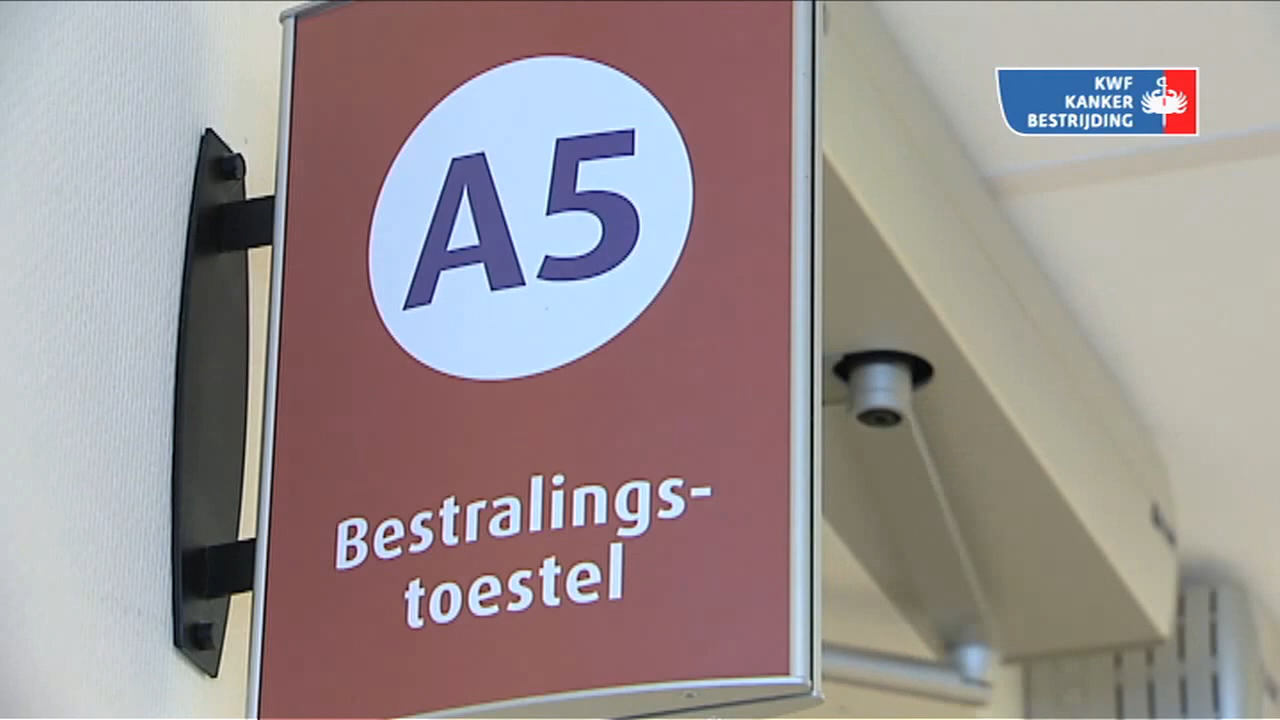 A5
Bestralings-
toestel
KWF
KANKER
BESTRIJDING